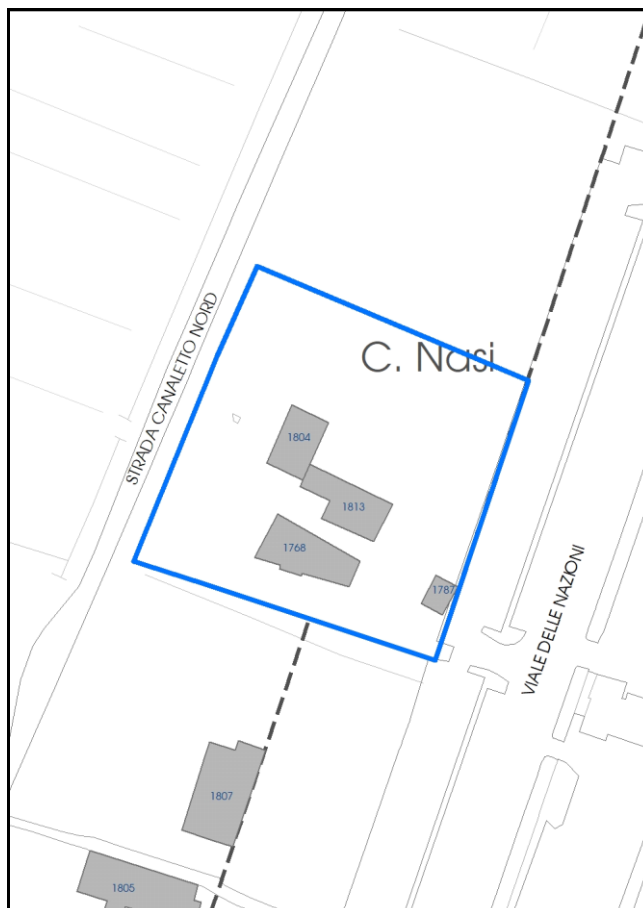 STRADA CANALETTO NORD
C. Nasi
1804
1813
1768
1787
VIALE DELLE NAZIONI
1807
1805